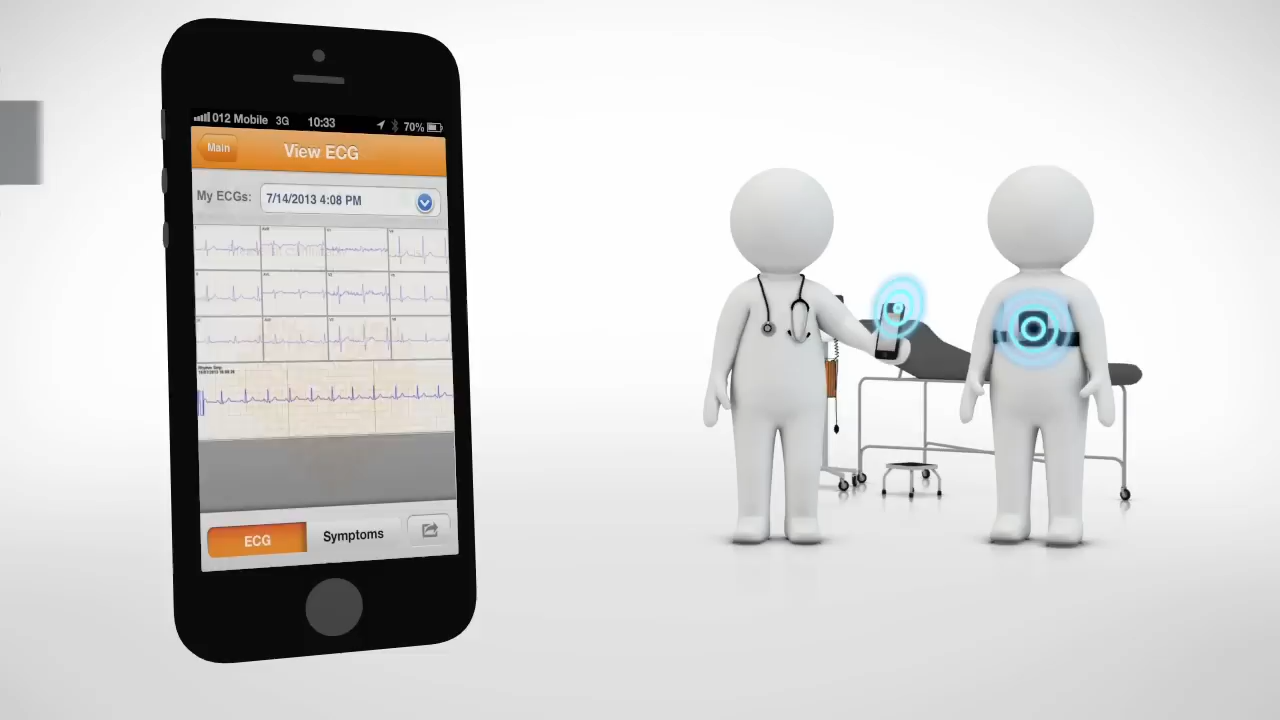 012 Mobile 3G 10:33 70%
Main View ECG
My ECGs: 7/14/2013 4:08 PM
ECG Symptoms